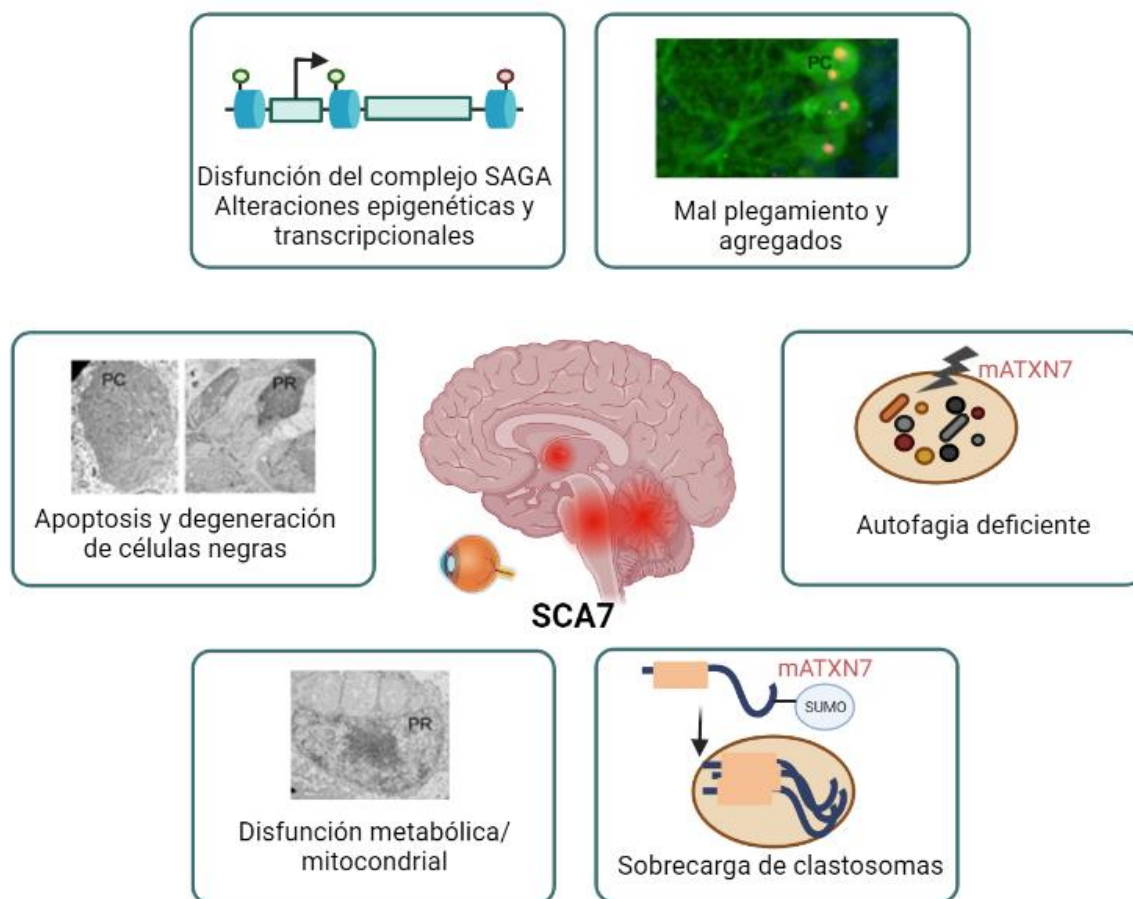 Disfunción del complejo SAGA
Alteraciones epigenéticas y
transcripcionales
PC
Mal plegamiento y
agregados
PC
PR
Apoptosis y degeneración
de células negras
SCA7
mATXN7
Autofagia deficiente
PR
Disfunción metabólica/
mitocondrial
mATXN7
SUMO
Sobrecarga de clastosomas